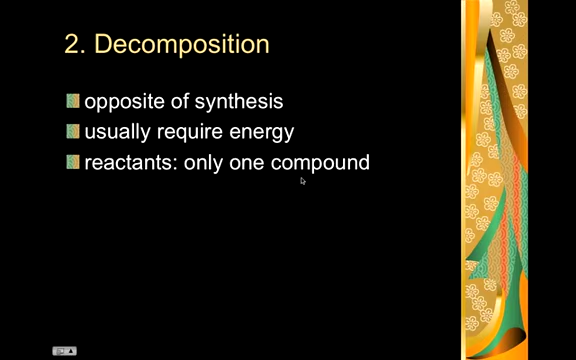 2. Decomposition
opposite of synthesis
usually require energy
reactants: only one compound